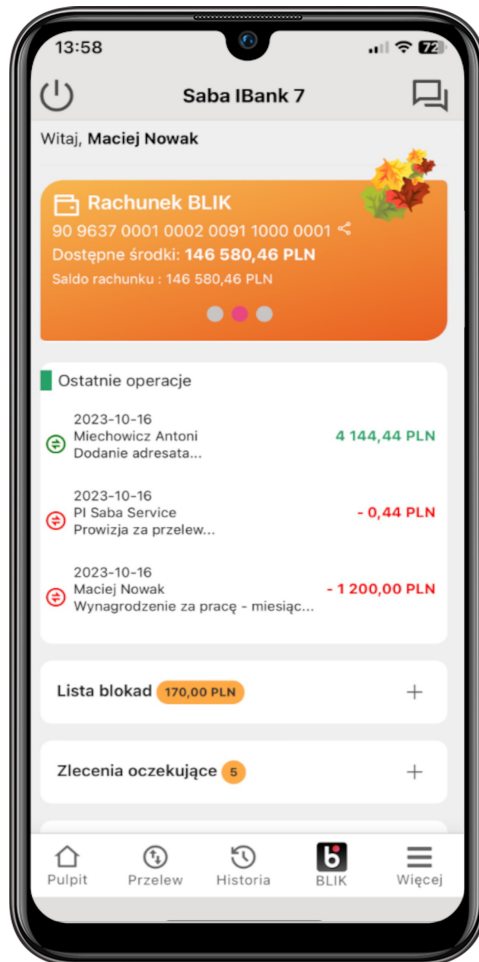 13:58
72
Saba IBank 7
Witaj, Maciej Nowak
Rachunek BLIK
90 9637 0001 0002 0091 1000 0001
Dostępne środki: 146 580,46 PLN
Saldo rachunku : 146 580,46 PLN
Ostatnie operacje
2023-10-16
Miechowicz Antoni 4 144,44 PLN
Dodanie adresata...
2023-10-16
PI Saba Service - 0,44 PLN
Prowizja za przelew...
2023-10-16
Maciej Nowak - 1 200,00 PLN
Wynagrodzenie za pracę - miesiąc...
Lista blokad 170,00 PLN
Zlecenia oczekujące 5
Pulpit Przelew Historia BLIK Więcej